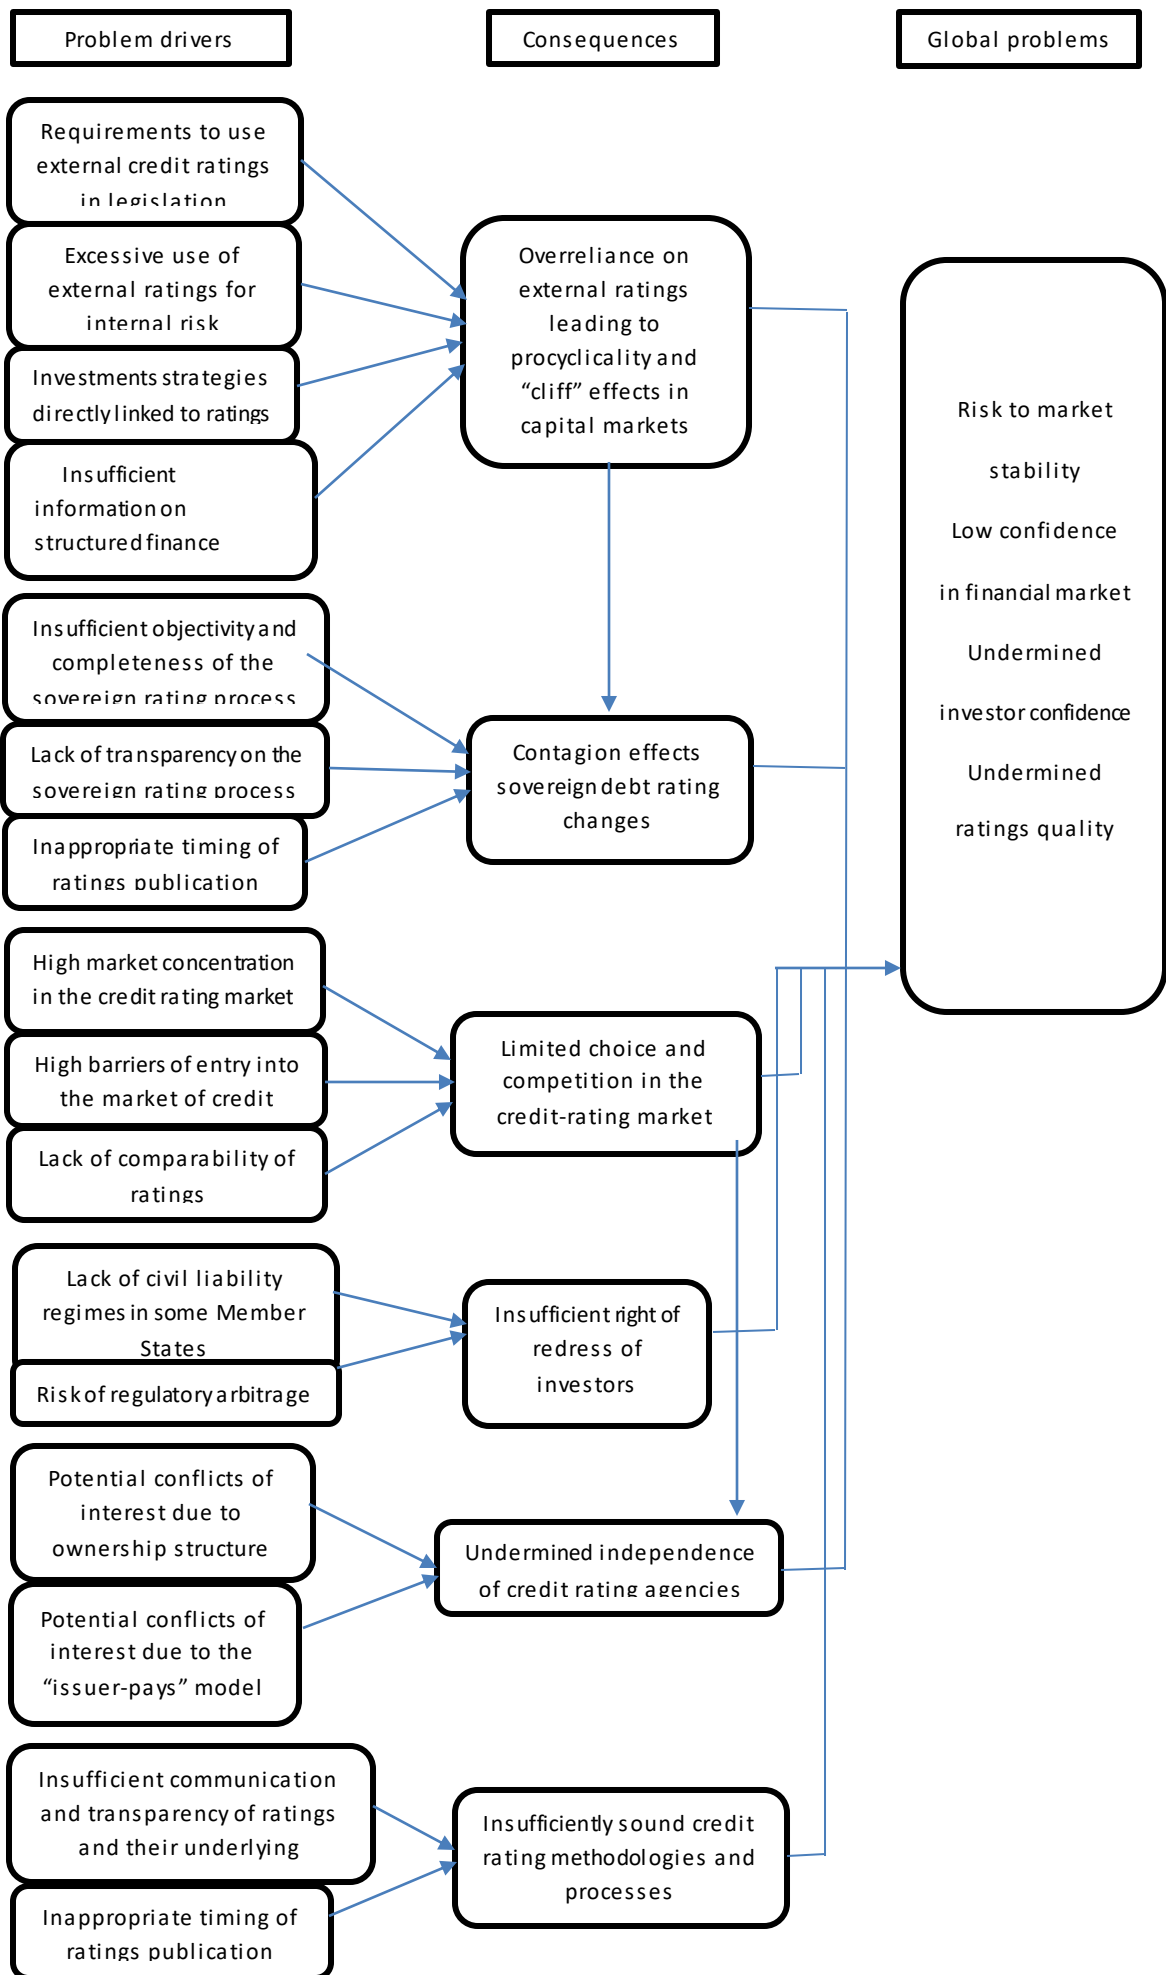 Problem drivers
Consequences
Global problems
Requirements to use
external credit ratings
in legislation
Excessive use of
external ratings for
internal risk
Investments strategies
directly linked to ratings
Insufficient
information on
structured finance
Insufficient objectivity and
completeness of the
sovereign rating process
Lack of transparency on the
sovereign rating process
Inappropriate timing of
ratings publication
High market concentration
in the credit rating market
High barriers of entry into
the market of credit
Lack of comparability of
ratings
Lack of civil liability
regimes in some Member
States
Risk of regulatory arbitrage
Potential conflicts of
interest due to
ownership structure
Potential conflicts of
interest due to the
“issuer-pays” model
Insufficient communication
and transparency of ratings
and their underlying
Inappropriate timing of
ratings publication
Overreliance on
external ratings
leading to
procyclicality and
“cliff” effects in
capital markets
Contagion effects
sovereign debt rating
changes
Limited choice and
competition in the
credit-rating market
Insufficient right of
redress of
investors
Undermined independence
of credit rating agencies
Insufficiently sound credit
rating methodologies and
processes
Risk to market
stability
Low confidence
in financial market
Undermined
investor confidence
Undermined
ratings quality